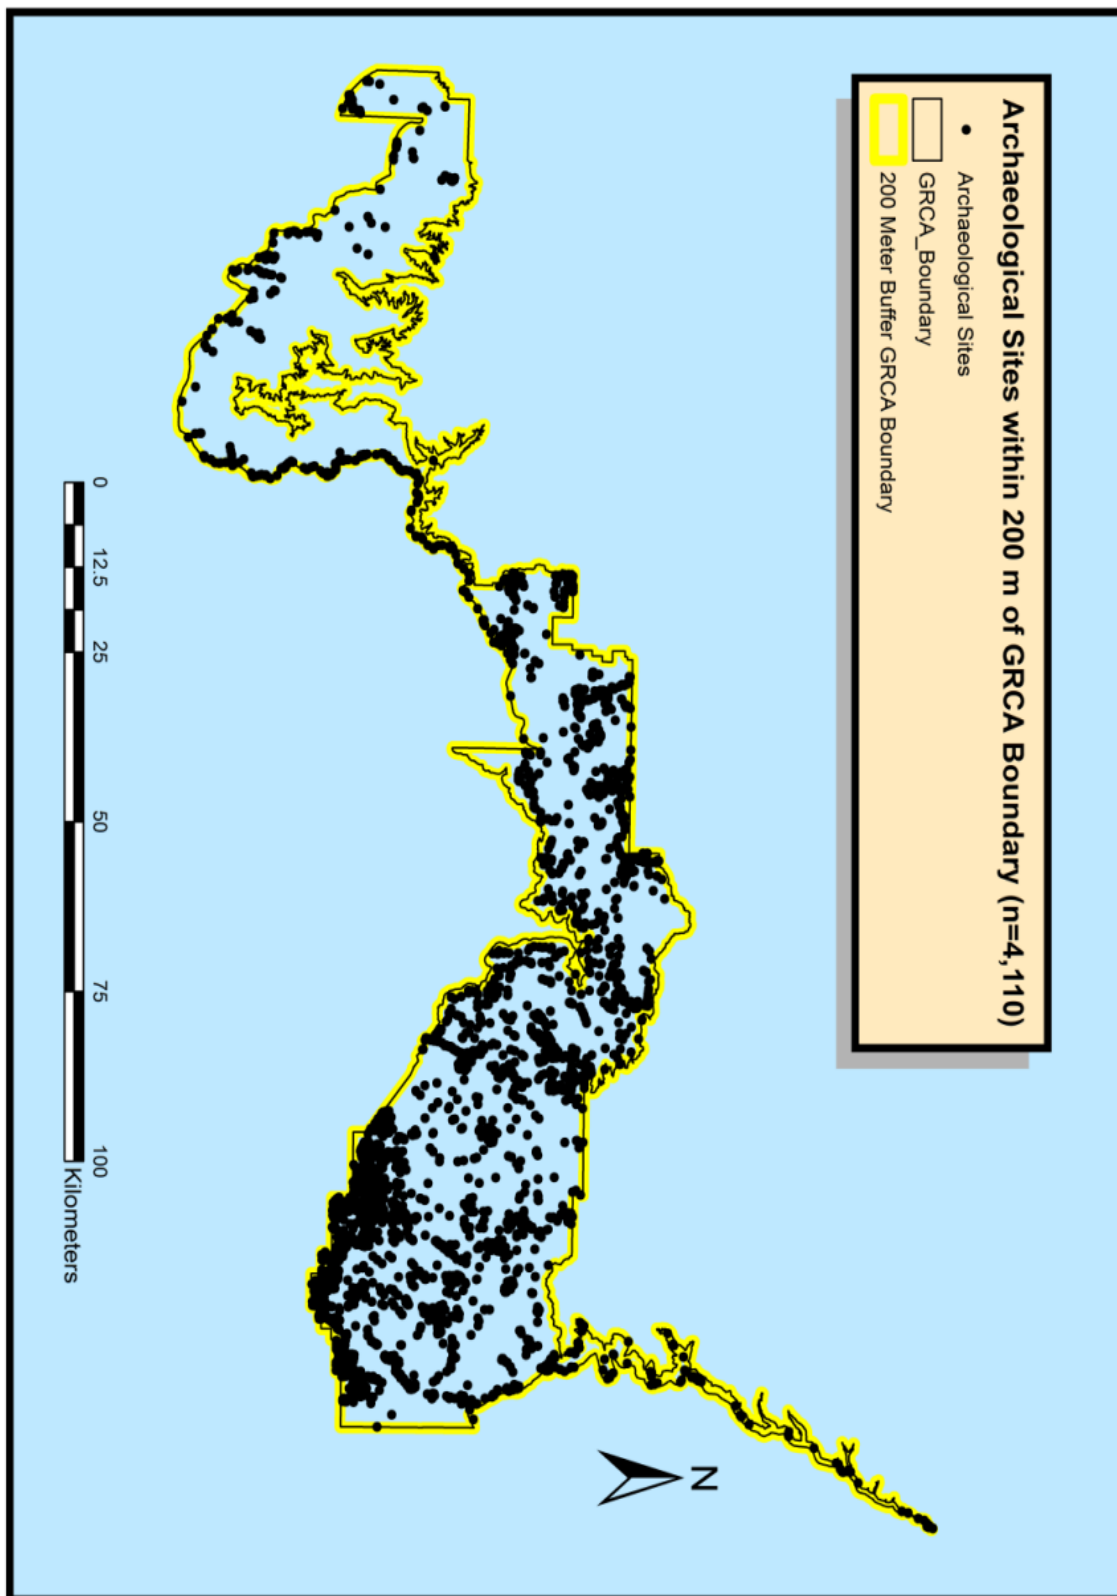 Archaeological Sites within 200 m of GRCA Boundary (n=4,110)
Archaeological Sites
GRCA_Boundary
200 Meter Buffer GRCA Boundary
N
0 12.5 25 50 75 100
Kilometers